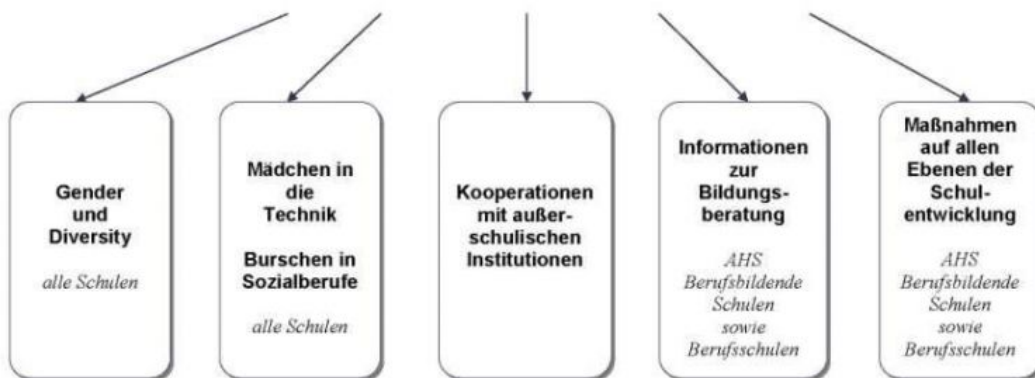 Gender
und
Diversity
alle Schulen
Mädchen in
die
Technik
Burschen in
Sozialberufe
alle Schulen
Kooperationen
mit außer-
schulischen
Institutionen
Informationen
zur
Bildungs-
beratung
AHS
Berufsbildende
Schulen
sowie
Berufsschulen
Maßnahmen
auf allen
Ebenen der
Schul-
entwicklung
AHS
Berufsbildende
Schulen
sowie
Berufsschulen